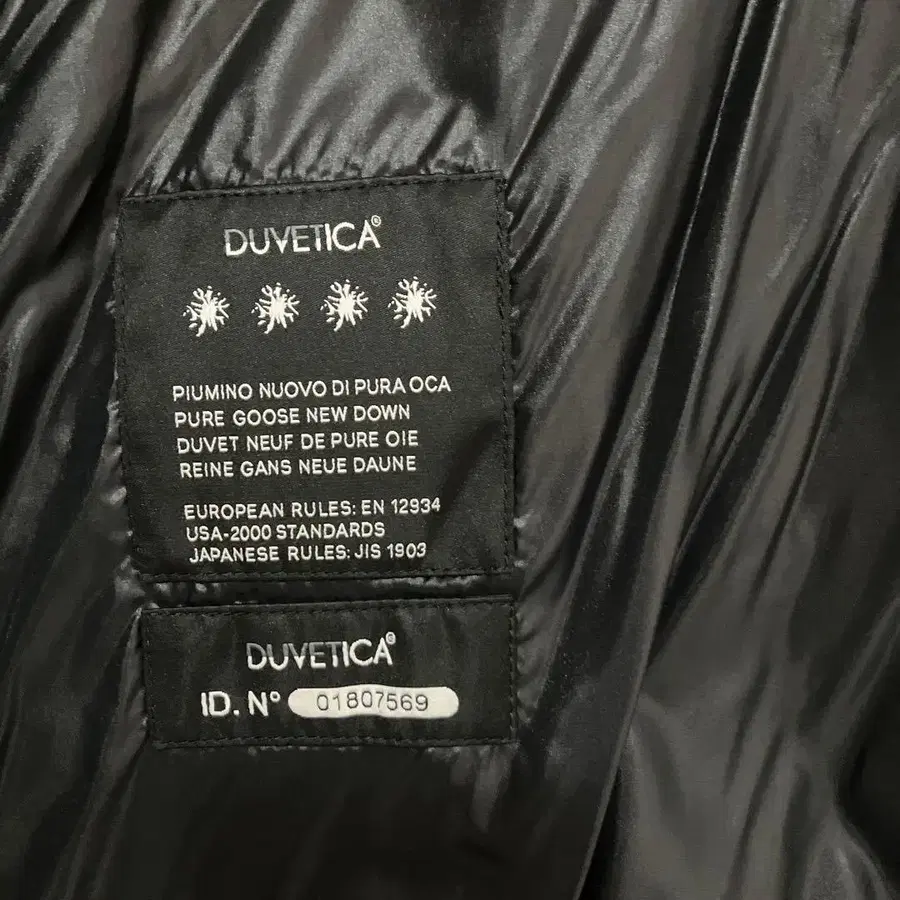 DUVETICA®
PIUMINO NUOVO DI PURA OCA
PURE GOOSE NEW DOWN
DUVET NEUF DE PURE OIE
REINE GANS NEUE DAUNE
EUROPEAN RULES: EN 12934
USA-2000 STANDARDS
JAPANESE RULES: JIS 1903
DUVETICA®
ID. N° 01807569